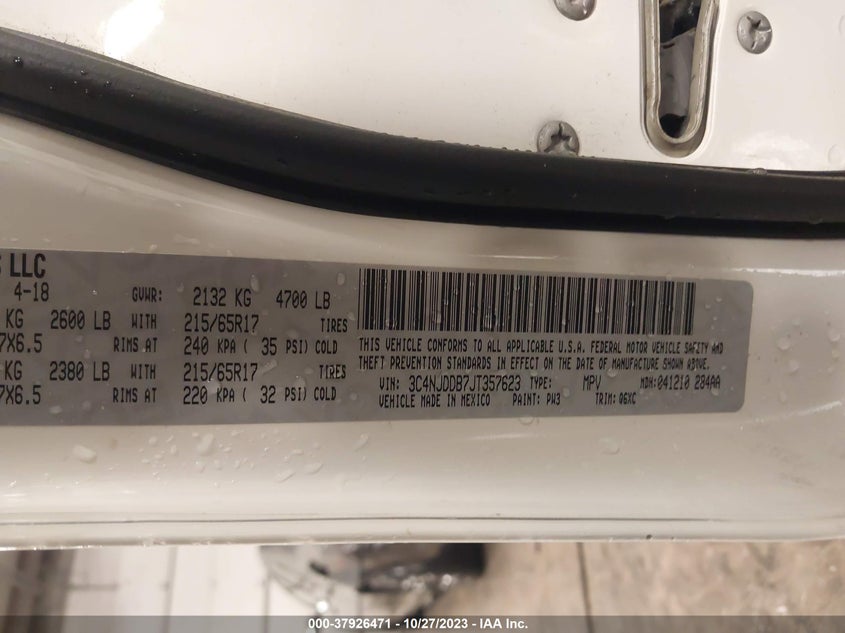 S LLC
4-18 GVWR: 2132 KG 4700 LB
KG 2600 LB WITH 215/65R17 TIRES
7X6.5 RIMS AT 240 KPA ( 35 PSI) COLD
KG 2380 LB WITH 215/65R17 TIRES
7X6.5 RIMS AT 220 KPA ( 32 PSI) COLD
THIS VEHICLE CONFORMS TO ALL APPLICABLE U.S.A. FEDERAL MOTOR VEHICLE SAFETY AND
THEFT PREVENTION STANDARDS IN EFFECT ON THE DATE OF MANUFACTURE SHOWN ABOVE.
VIN: 3C4NJDDB7JT357623 TYPE: MPV MDH: 041210 284AA
VEHICLE MADE IN MEXICO PAINT: PW3 TRIM: Q6XC
000-37926471 - 10/27/2023 - IAA Inc.